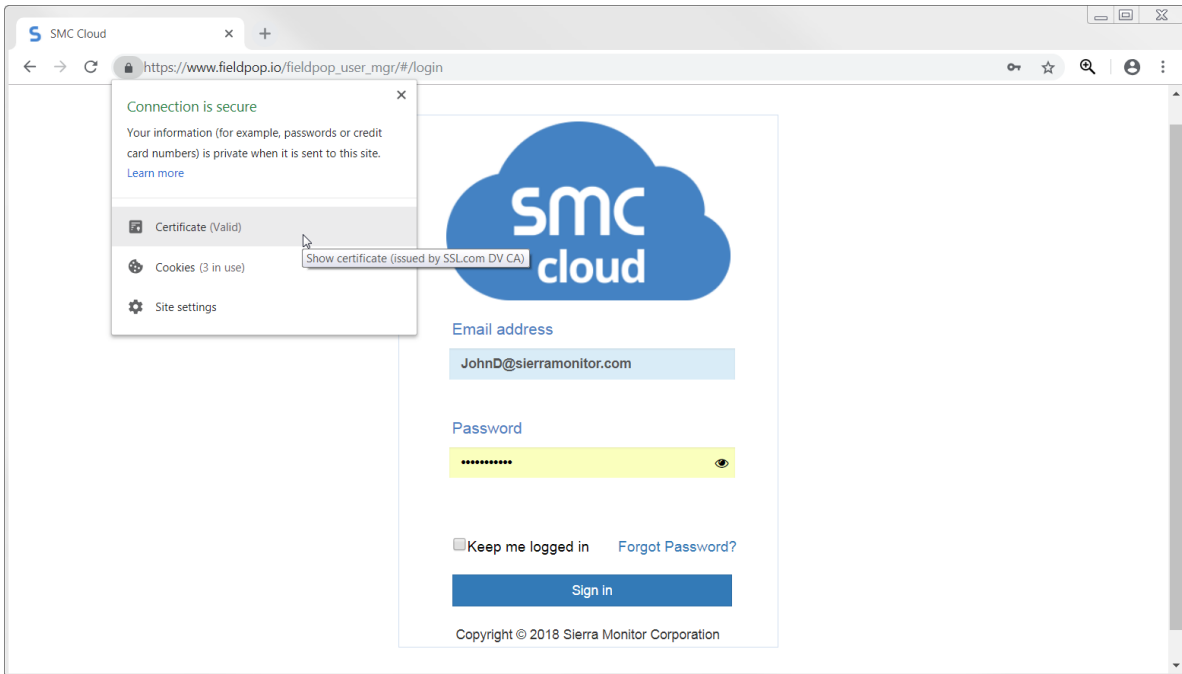 SMC Cloud
https://www.fieldpop.io/fieldpop_user_mgr/#/login
Connection is secure
Your information (for example, passwords or credit
card numbers) is private when it is sent to this site.
Learn more
Certificate (Valid)
Show certificate (issued by SSL.com DV CA)
Cookies (3 in use)
Site settings
smc
cloud
Email address
JohnD@sierramonitor.com
Password
•••••••••••
Keep me logged in Forgot Password?
Sign in
Copyright © 2018 Sierra Monitor Corporation